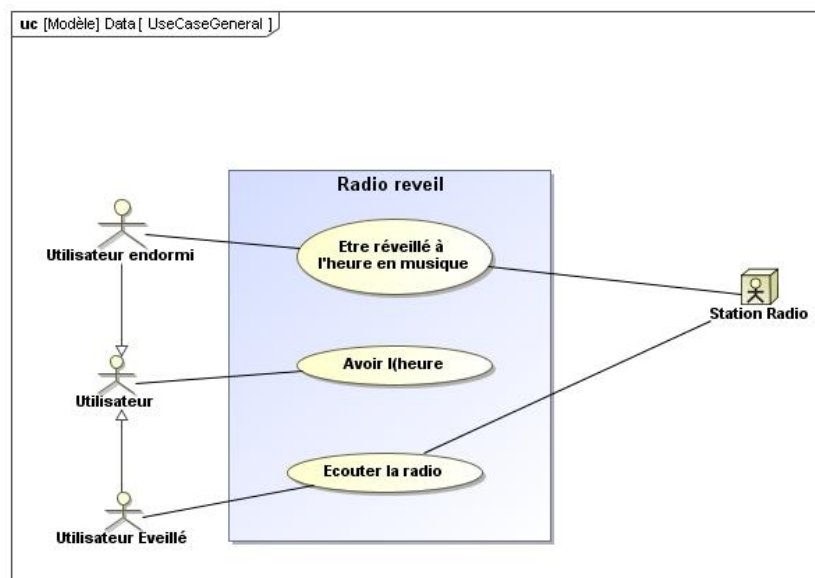 uc [Modèle] Data [ UseCaseGeneral ]
Radio reveil
Utilisateur endormi
Etre réveillé à
l'heure en musique
Station Radio
Avoir l(heure
Utilisateur
Ecouter la radio
Utilisateur Eveillé